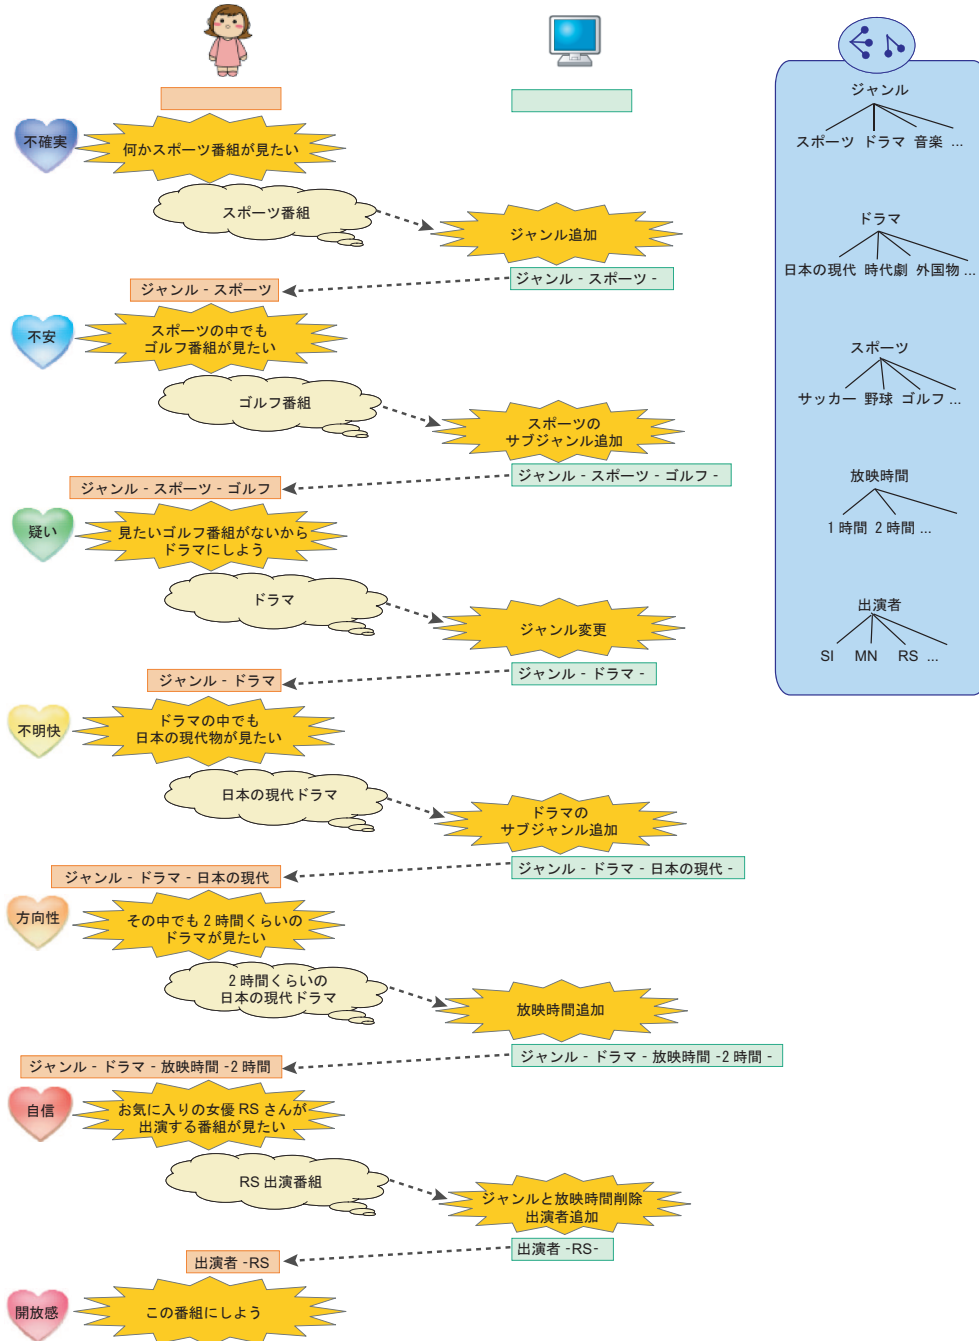 不確実
何かスポーツ番組が見たい
スポーツ番組
ジャンル追加
ジャンル - スポーツ -
ジャンル - スポーツ
不安
スポーツの中でも
ゴルフ番組が見たい
ゴルフ番組
スポーツの
サブジャンル追加
ジャンル - スポーツ - ゴルフ -
ジャンル - スポーツ - ゴルフ
疑い
見たいゴルフ番組がないから
ドラマにしよう
ドラマ
ジャンル変更
ジャンル - ドラマ -
ジャンル - ドラマ
不明快
ドラマの中でも
日本の現代物が見たい
日本の現代ドラマ
ドラマの
サブジャンル追加
ジャンル - ドラマ - 日本の現代 -
ジャンル - ドラマ - 日本の現代
方向性
その中でも 2 時間くらいの
ドラマが見たい
2 時間くらいの
日本の現代ドラマ
放映時間追加
ジャンル - ドラマ - 放映時間 -2 時間 -
ジャンル - ドラマ - 放映時間 -2 時間
自信
お気に入りの女優 RS さんが
出演する番組が見たい
RS 出演番組
ジャンルと放映時間削除
出演者追加
出演者 -RS-
出演者 -RS
開放感
この番組にしよう
ジャンル
スポーツ ドラマ 音楽 ...
ドラマ
日本の現代 時代劇 外国物 ...
スポーツ
サッカー 野球 ゴルフ ...
放映時間
1 時間 2 時間 ...
出演者
SI MN RS ...